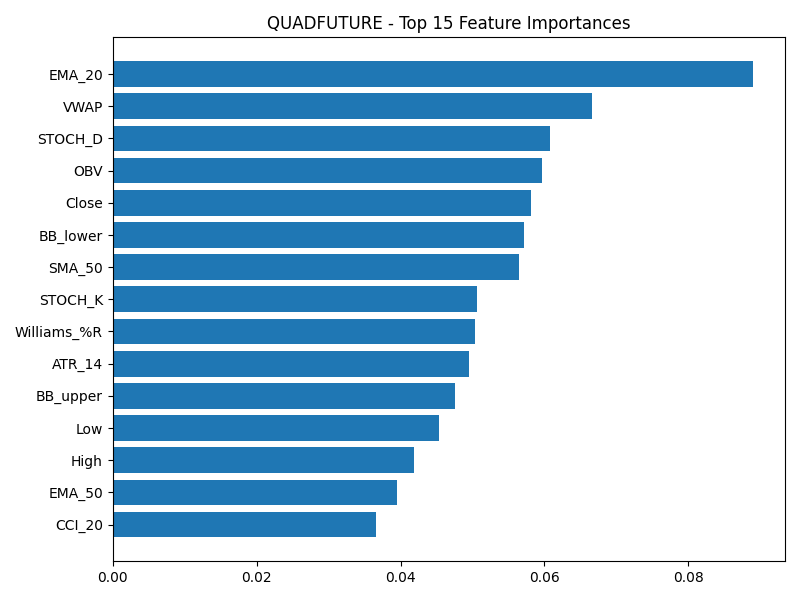 QUADFUTURE - Top 15 Feature Importances
EMA_20
VWAP
STOCH_D
OBV
Close
BB_lower
SMA_50
STOCH_K
Williams_%R
ATR_14
BB_upper
Low
High
EMA_50
CCI_20
0.00 0.02 0.04 0.06 0.08